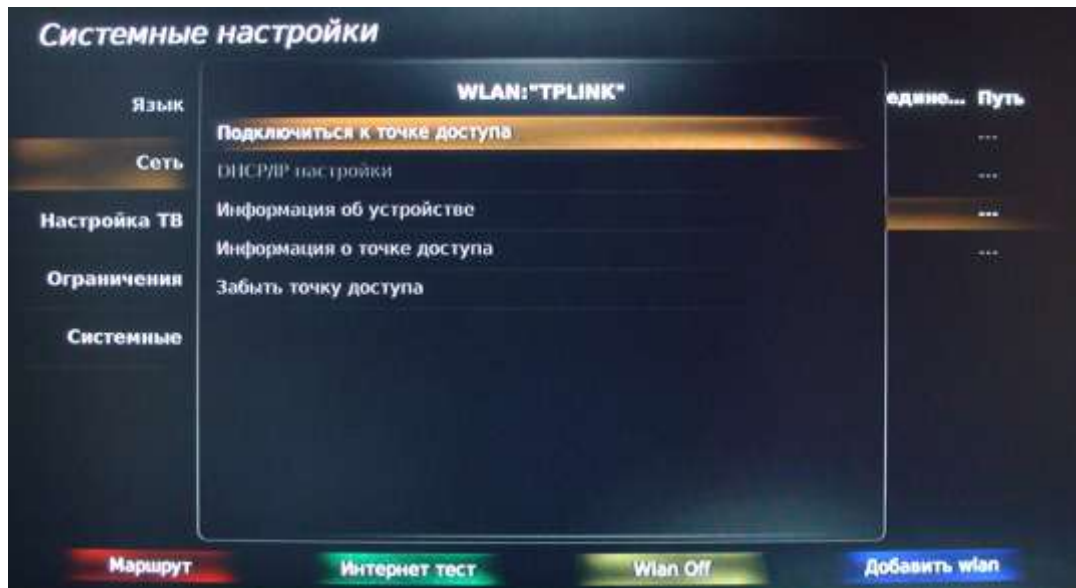 Системные настройки
WLAN:"TPLINK"
Язык
Сеть
Настройка ТВ
Ограничения
Системные
Подключиться к точке доступа
DHCP/IP настройки
Информация об устройстве
Информация о точке доступа
Забыть точку доступа
едине... Путь
---
---
---
---
Маршрут
Интернет тест
Wlan Off
Добавить wlan